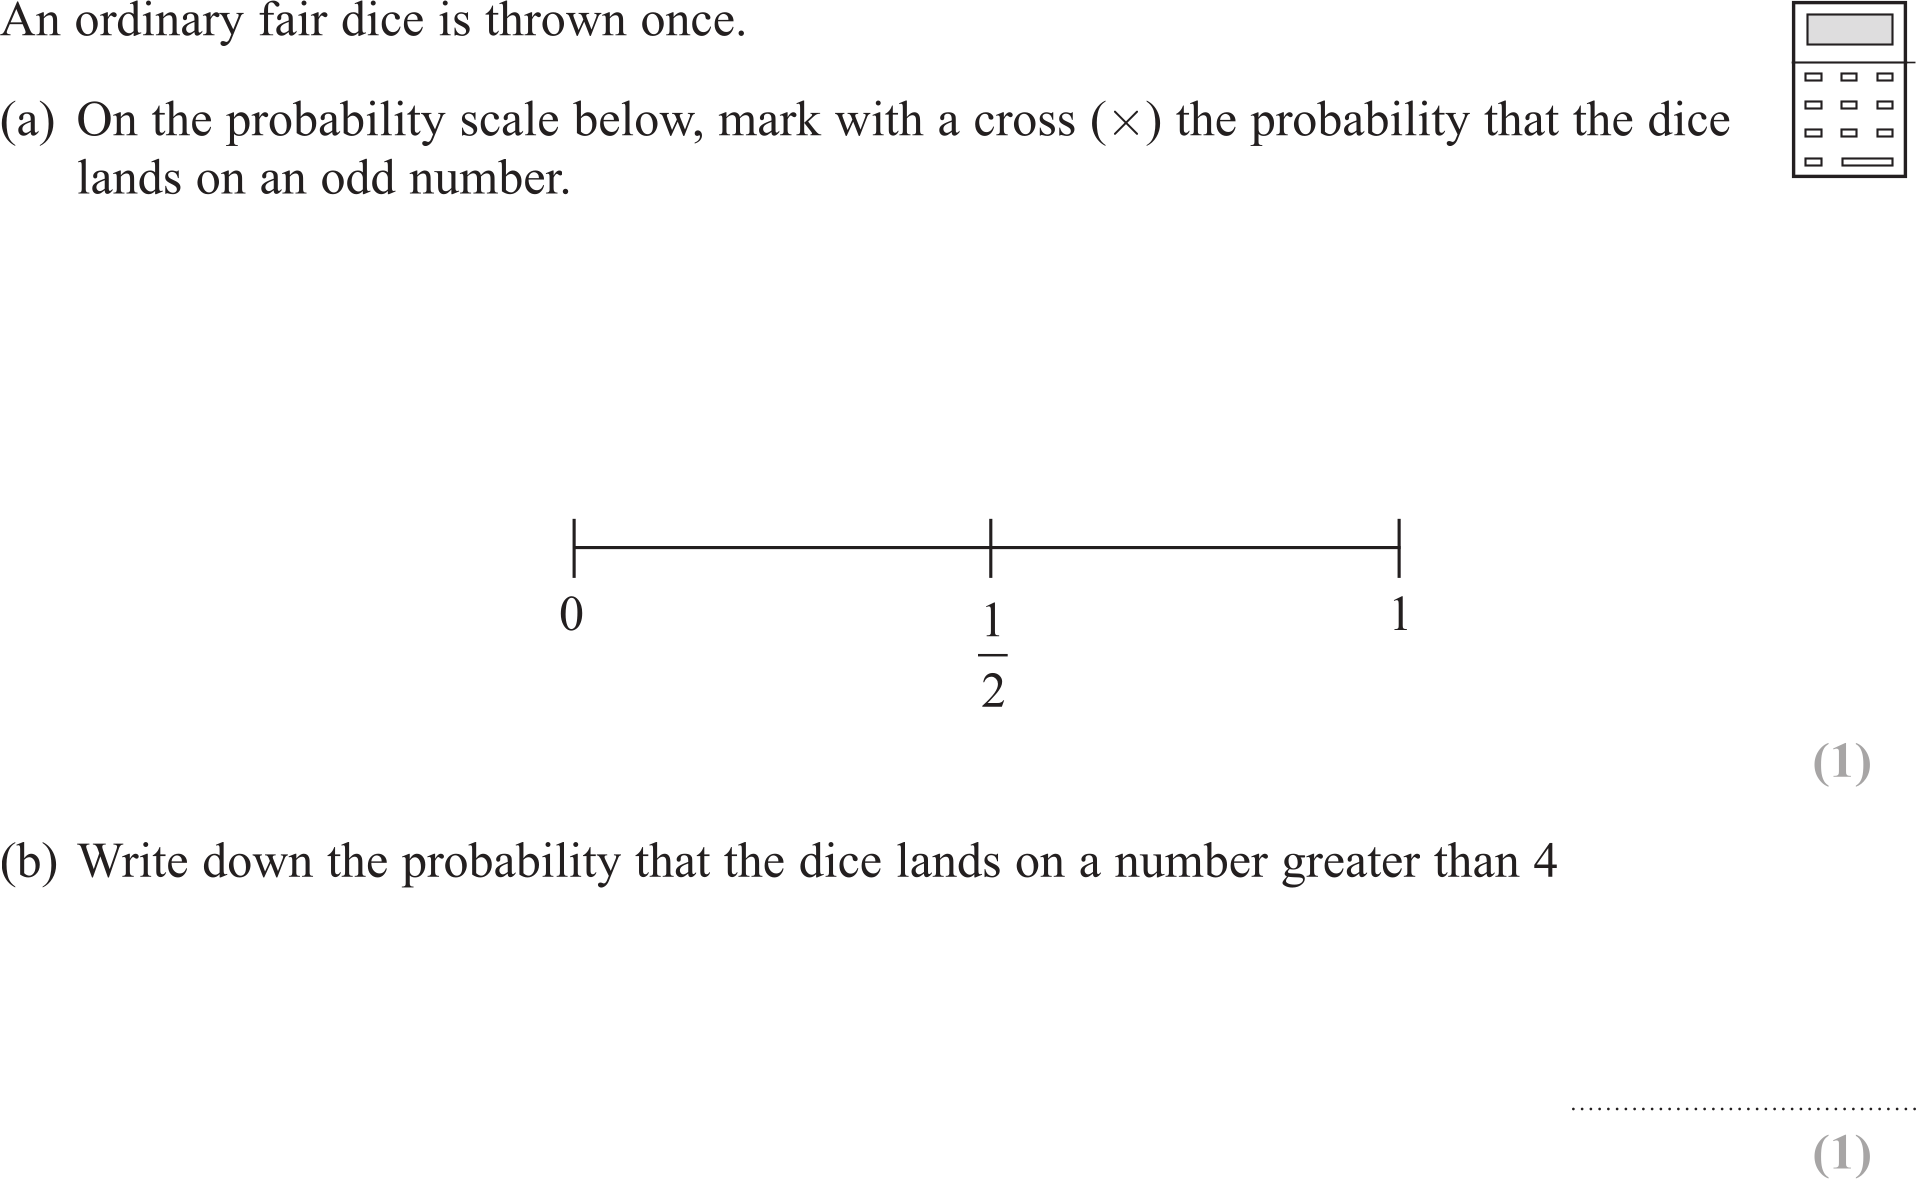 An ordinary fair dice is thrown once.
(a) On the probability scale below, mark with a cross (×) the probability that the dice
lands on an odd number.
0
1
2
1
(1)
(b) Write down the probability that the dice lands on a number greater than 4
(1)